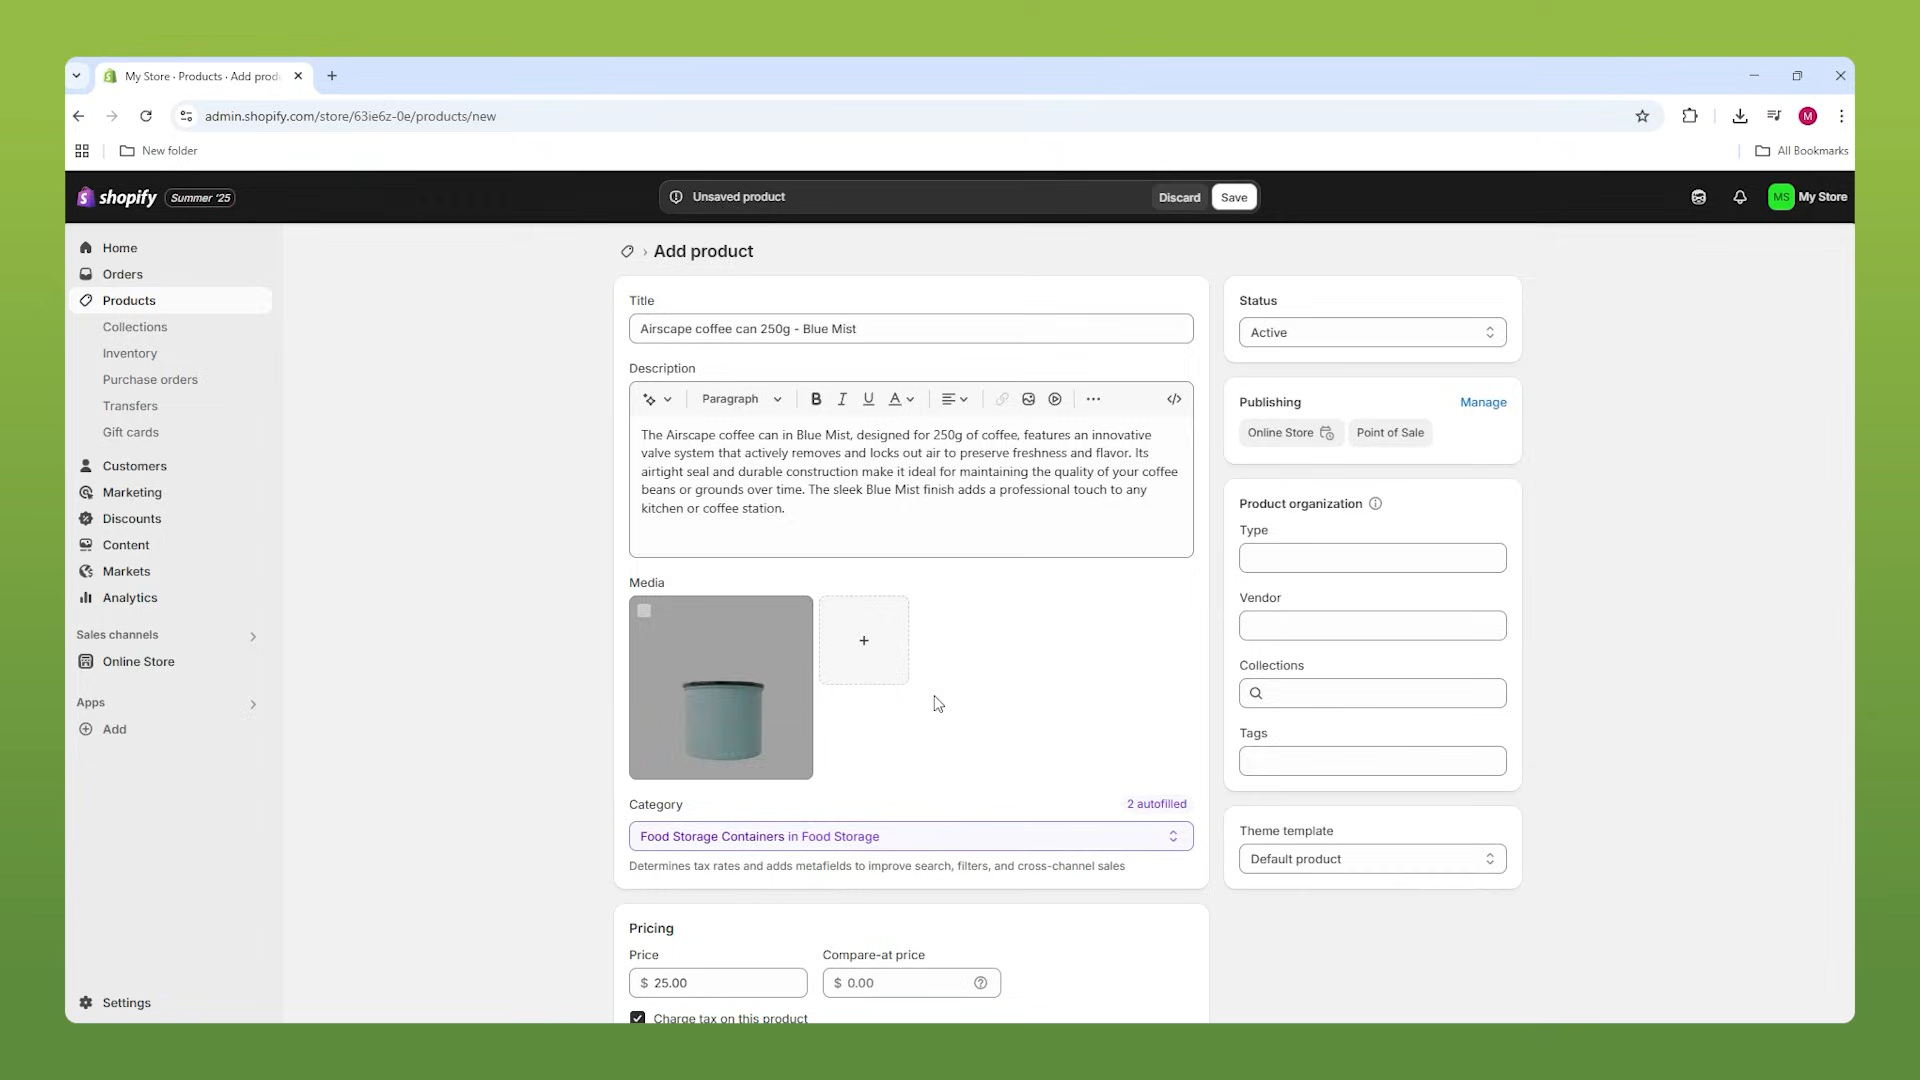 My Store · Products · Add prod
admin.shopify.com/store/63ie6z-0e/products/new
M
New folder
All Bookmarks
shopify
Summer '25
Unsaved product
Discard
Save
MS
My Store
Home
Orders
Products
Collections
Inventory
Purchase orders
Transfers
Gift cards
Customers
Marketing
Discounts
Content
Markets
Analytics
Sales channels
Online Store
Apps
Add
Settings
Add product
Title
Airscape coffee can 250g - Blue Mist
Description
Paragraph
B I U A
The Airscape coffee can in Blue Mist, designed for 250g of coffee, features an innovative
valve system that actively removes and locks out air to preserve freshness and flavor. Its
airtight seal and durable construction make it ideal for maintaining the quality of your coffee
beans or grounds over time. The sleek Blue Mist finish adds a professional touch to any
kitchen or coffee station.
Media
Category
2 autofilled
Food Storage Containers in Food Storage
Determines tax rates and adds metafields to improve search, filters, and cross-channel sales
Pricing
Price
Compare-at price
$ 25.00
$ 0.00
Charge tax on this product
Status
Active
Publishing
Manage
Online Store
Point of Sale
Product organization
Type
Vendor
Collections
Tags
Theme template
Default product